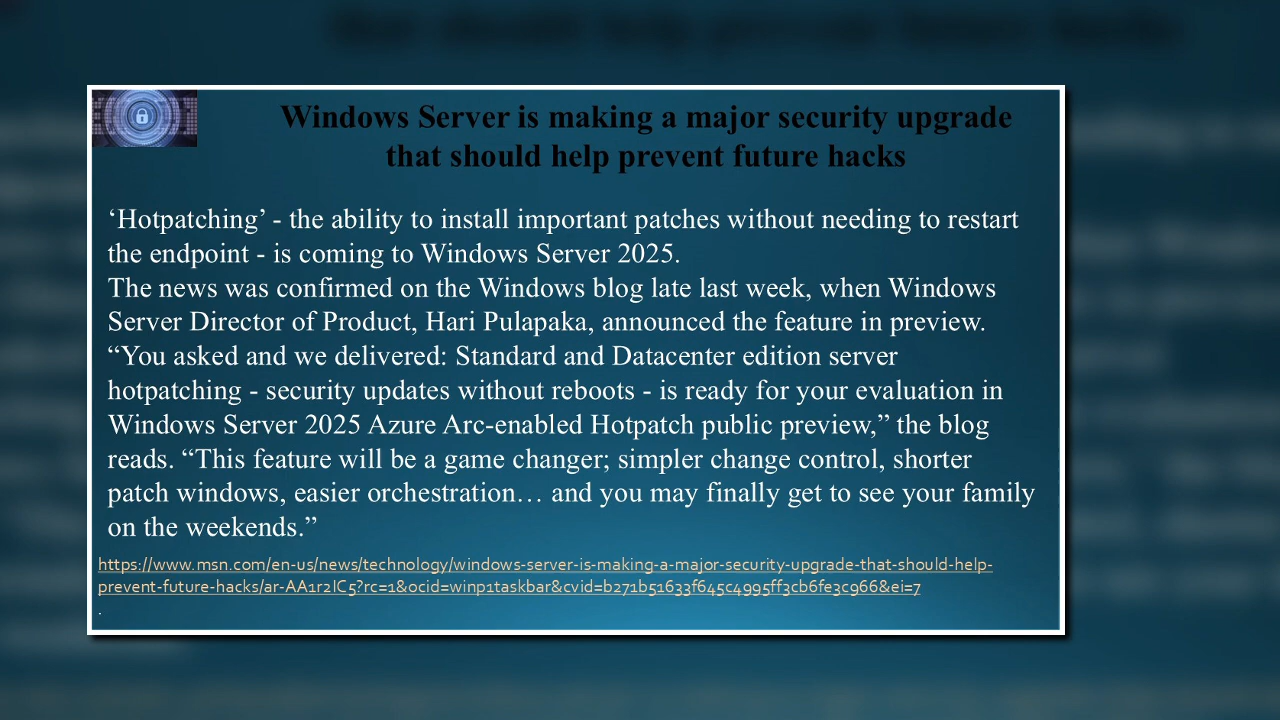 Windows Server is making a major security upgrade
that should help prevent future hacks
‘Hotpatching’ - the ability to install important patches without needing to restart
the endpoint - is coming to Windows Server 2025.
The news was confirmed on the Windows blog late last week, when Windows
Server Director of Product, Hari Pulapaka, announced the feature in preview.
“You asked and we delivered: Standard and Datacenter edition server
hotpatching - security updates without reboots - is ready for your evaluation in
Windows Server 2025 Azure Arc-enabled Hotpatch public preview,” the blog
reads. “This feature will be a game changer; simpler change control, shorter
patch windows, easier orchestration… and you may finally get to see your family
on the weekends.”
https://www.msn.com/en-us/news/technology/windows-server-is-making-a-major-security-upgrade-that-should-help-
prevent-future-hacks/ar-AA1r2lC5?rc=1&ocid=winp1taskbar&cvid=b271b51633f645c4995ff3cb6fe3c966&ei=7
.